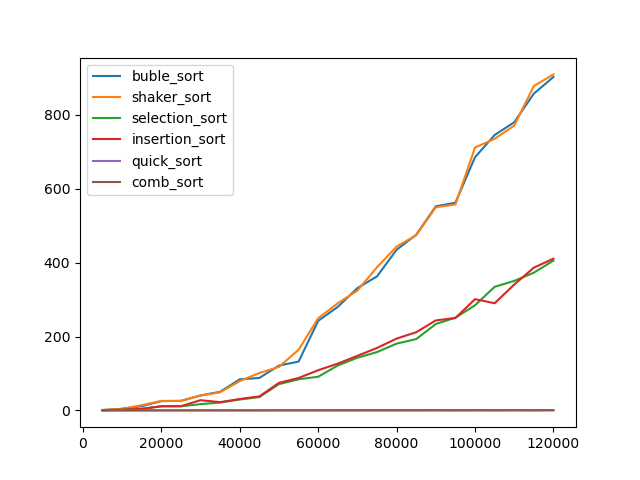 buble_sort
shaker_sort
selection_sort
insertion_sort
quick_sort
comb_sort
800
600
400
200
0
0 20000 40000 60000 80000 100000 120000